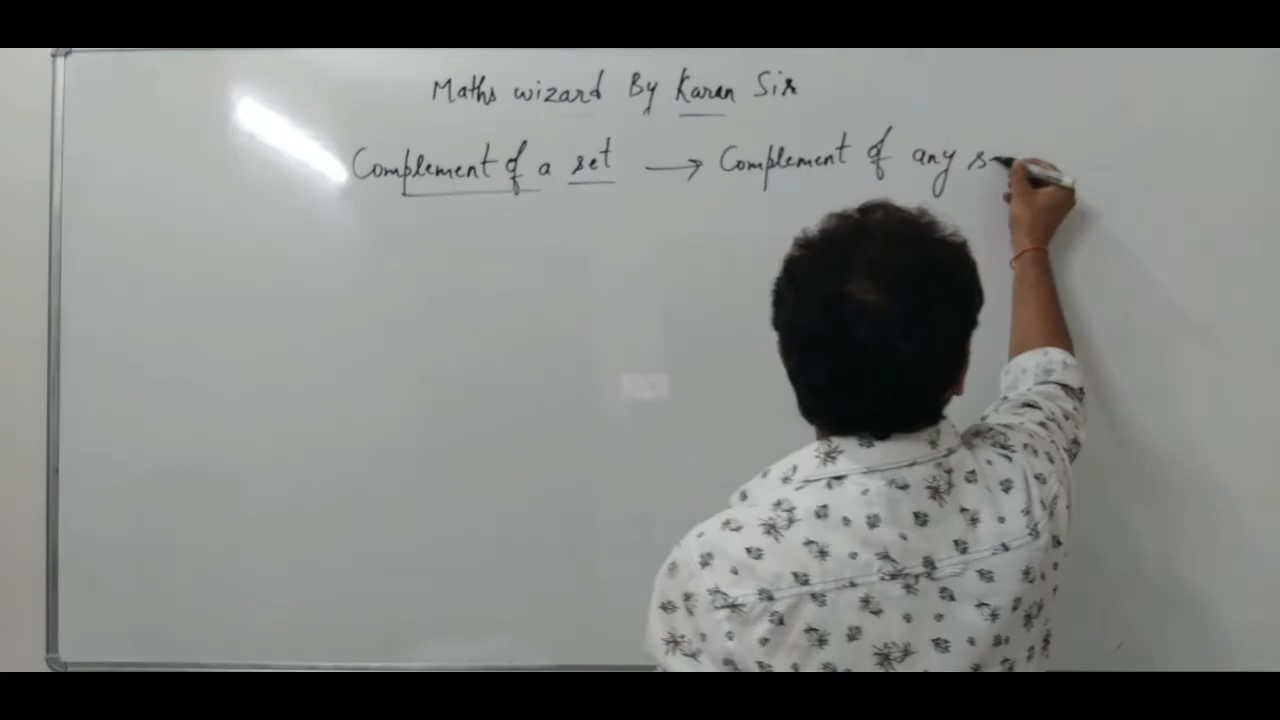 Maths wizard By Karan Sir
Complement of a set → Complement of any s